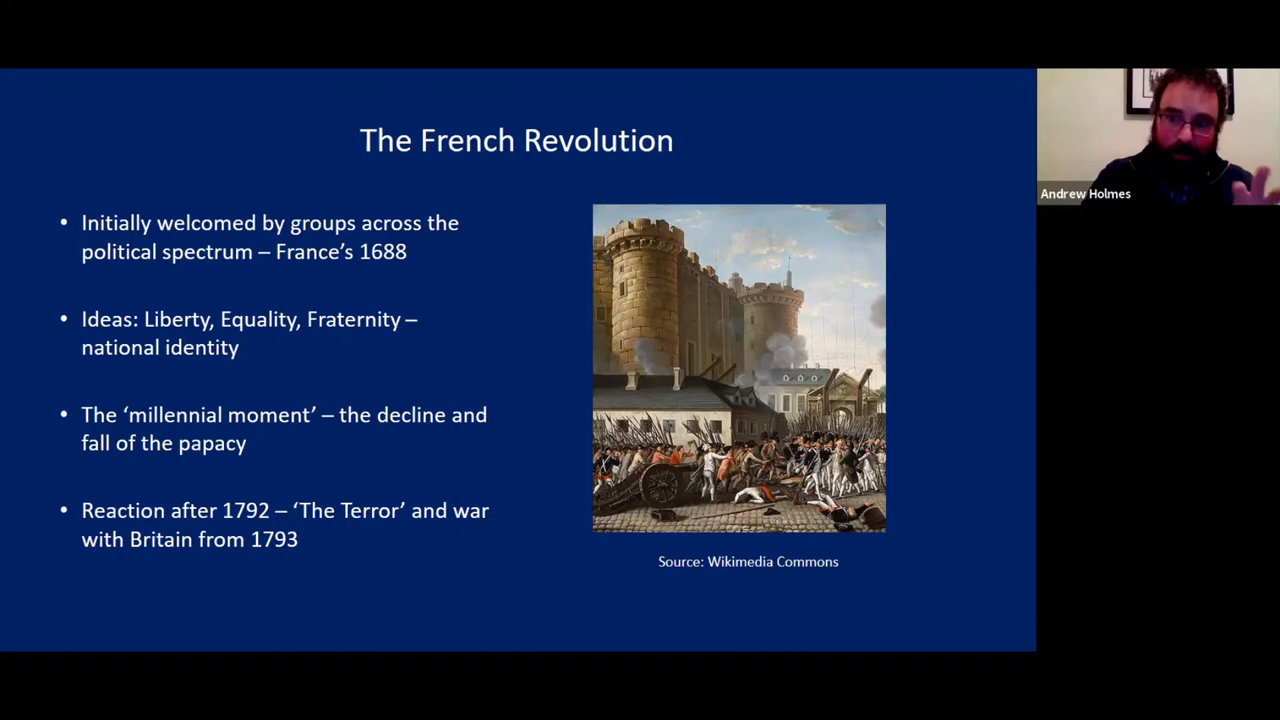 The French Revolution
• Initially welcomed by groups across the
political spectrum – France’s 1688
• Ideas: Liberty, Equality, Fraternity –
national identity
• The ‘millennial moment’ – the decline and
fall of the papacy
• Reaction after 1792 – ‘The Terror’ and war
with Britain from 1793
Source: Wikimedia Commons
Andrew Holmes